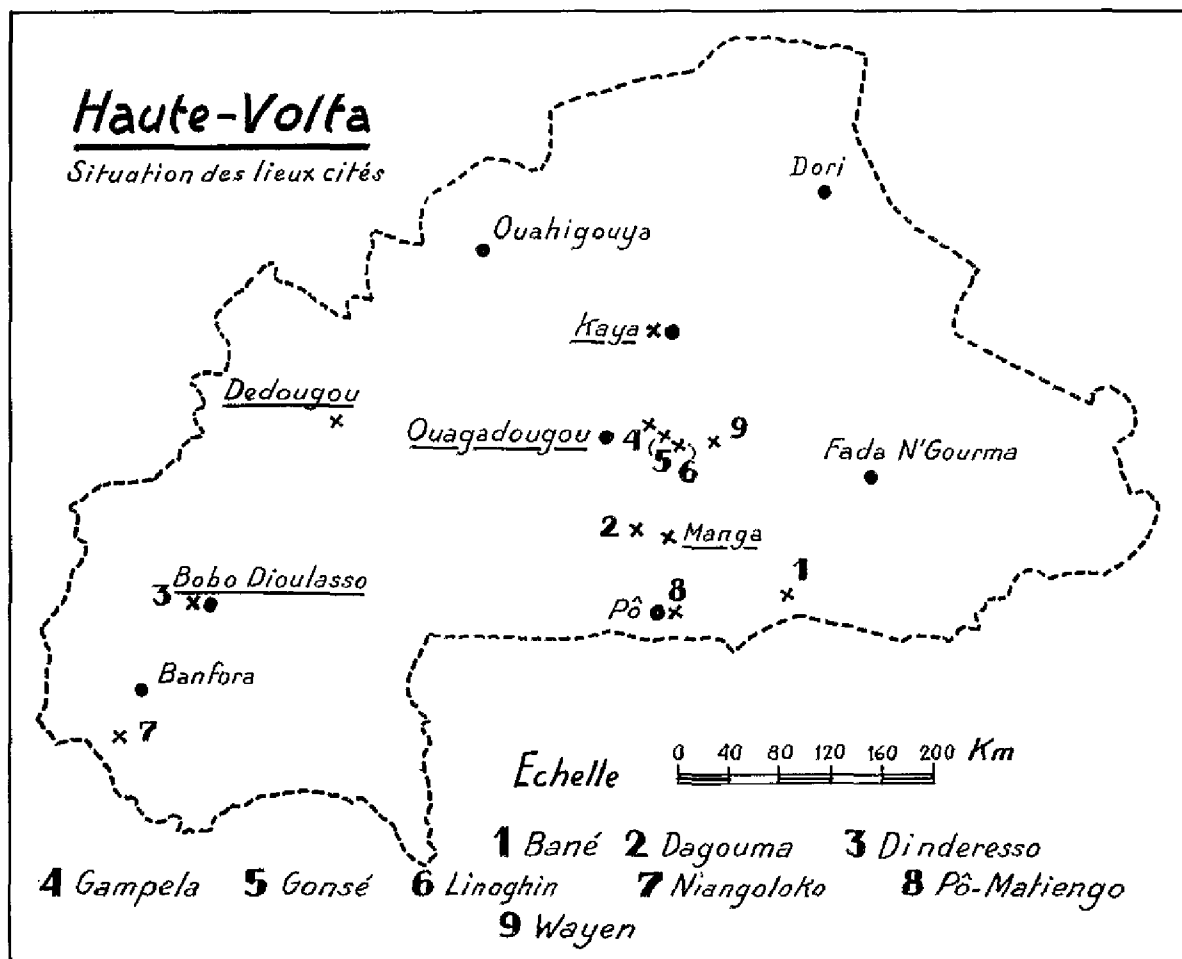 Haute-Volta
Situation des lieux cités
Dori
Ouahigouya
Kaya
Dedougou
Ouagadougou 4 5 6 9
Fada N'Gourma
2 Manga
1
3 Bobo Dioulasso
Pô 8
Banfora
7
Echelle 0 40 80 120 160 200 Km
1 Bané 2 Dagouma 3 Dinderesso
4 Gampela 5 Gonsé 6 Linoghin 7 Niangoloko 8 Pô-Matiengo
9 Wayen